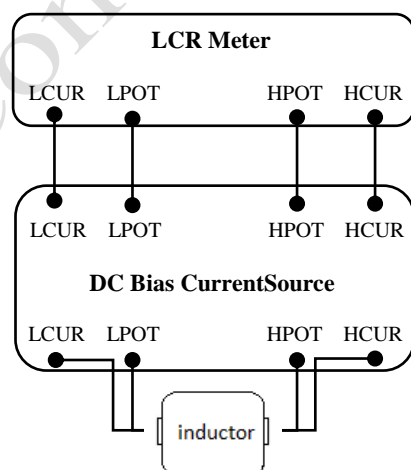 LCR Meter
LCUR LPOT HPOT HCUR
LCUR LPOT HPOT HCUR
DC Bias CurrentSource
LCUR LPOT HPOT HCUR
inductor